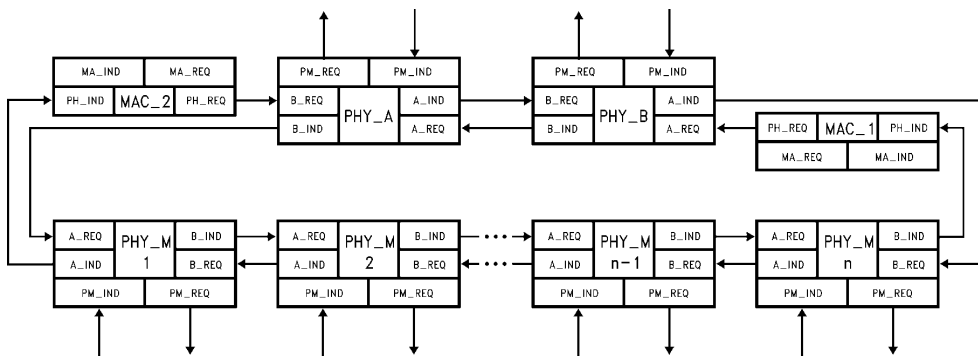 PM_REQ PM_IND
PM_REQ PM_IND
MA_IND MA_REQ
PH_IND MAC_2 PH_REQ
B_REQ PHY_A A_IND
B_IND A_REQ
B_REQ PHY_B A_IND
B_IND A_REQ
PH_REQ MAC_1 PH_IND
MA_REQ MA_IND
A_REQ PHY_M B_IND
A_IND 1 B_REQ
PM_IND PM_REQ
A_REQ PHY_M B_IND
A_IND 2 B_REQ
PM_IND PM_REQ
A_REQ PHY_M B_IND
A_IND n-1 B_REQ
PM_IND PM_REQ
A_REQ PHY_M B_IND
A_IND n B_REQ
PM_IND PM_REQ